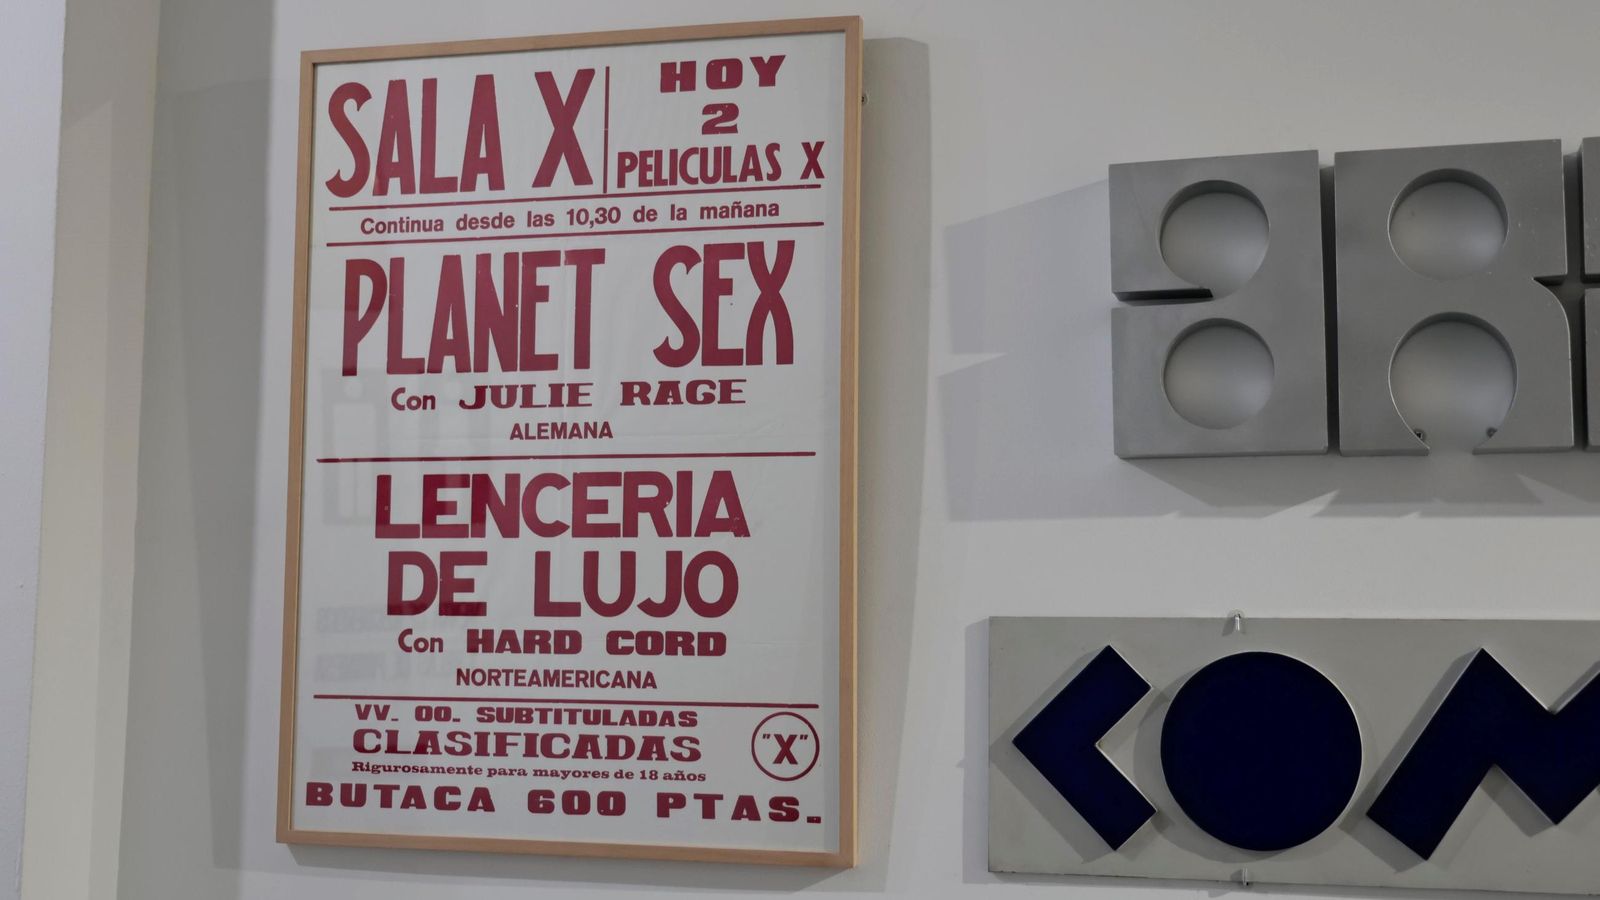 SALA X
HOY
2
PELICULAS X
Continua desde las 10,30 de la mañana
PLANET SEX
Con JULIE RAGE
ALEMANA
LENCERIA
DE LUJO
Con HARD CORD
NORTEAMERICANA
VV. OO. SUBTITULADAS
CLASIFICADAS
"X"
Rigurosamente para mayores de 18 años
BUTACA 600 PTAS.
COM